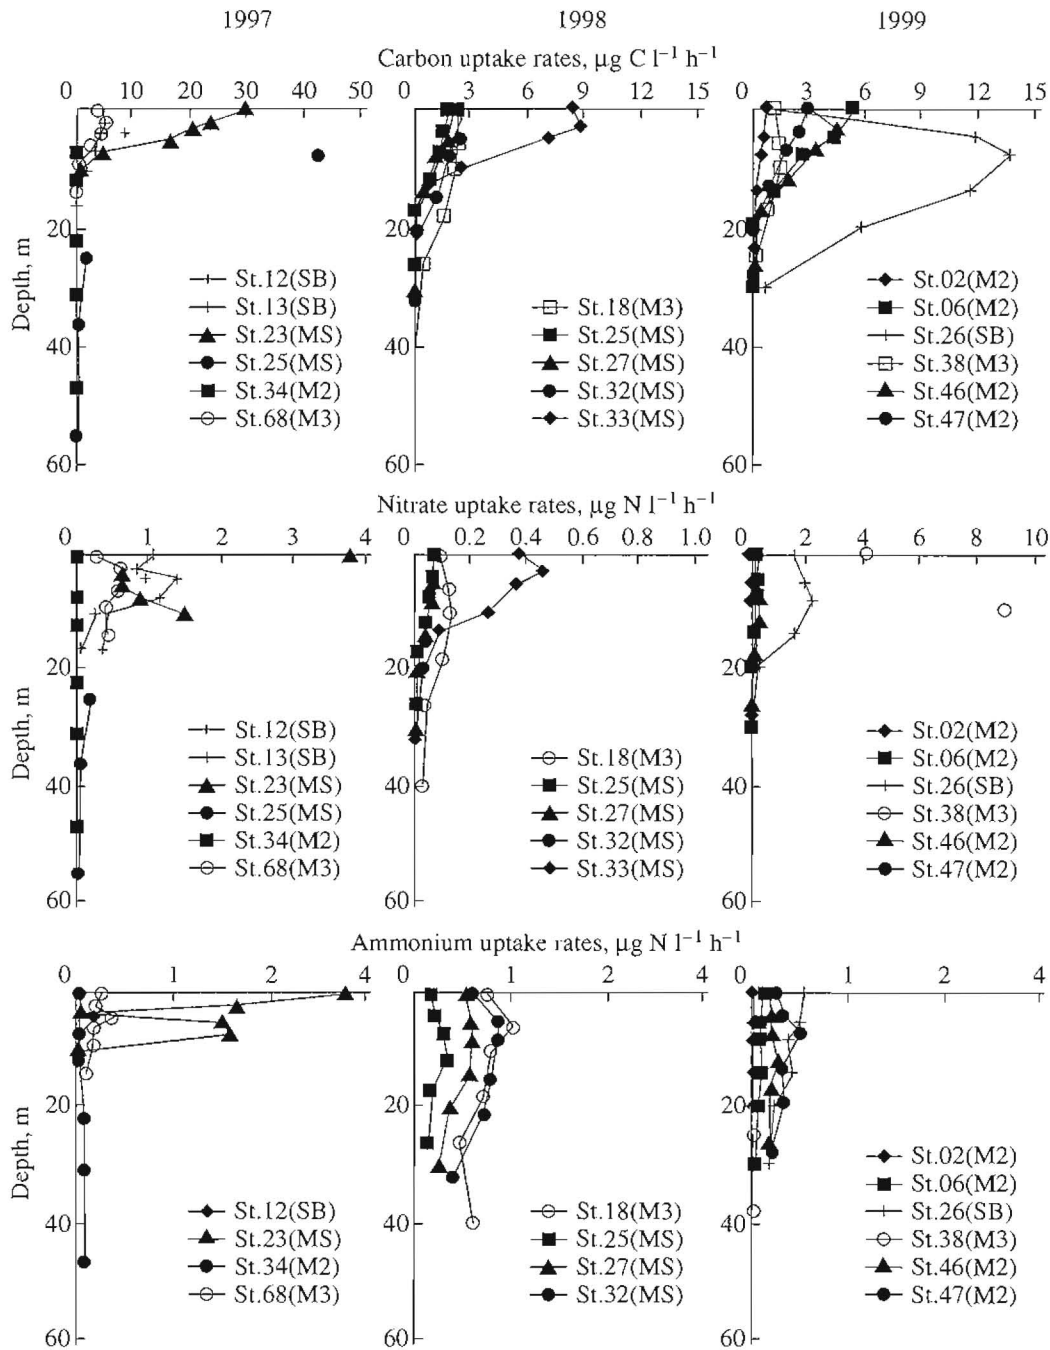 1997 1998 1999
Carbon uptake rates, μg C l⁻¹ h⁻¹
0 10 20 30 40 50 0 3 6 9 12 15 0 3 6 9 12 15
20
40
60
Depth, m
St.12(SB)
St.13(SB)
St.23(MS)
St.25(MS)
St.34(M2)
St.68(M3)
20
40
60
St.18(M3)
St.25(MS)
St.27(MS)
St.32(MS)
St.33(MS)
20
40
60
St.02(M2)
St.06(M2)
St.26(SB)
St.38(M3)
St.46(M2)
St.47(M2)
Nitrate uptake rates, μg N l⁻¹ h⁻¹
0 1 2 3 4 0 0.2 0.4 0.6 0.8 1.0 0 2 4 6 8 10
20
40
60
Depth, m
St.12(SB)
St.13(SB)
St.23(MS)
St.25(MS)
St.34(M2)
St.68(M3)
20
40
60
St.18(M3)
St.25(MS)
St.27(MS)
St.32(MS)
St.33(MS)
20
40
60
St.02(M2)
St.06(M2)
St.26(SB)
St.38(M3)
St.46(M2)
St.47(M2)
Ammonium uptake rates, μg N l⁻¹ h⁻¹
0 1 2 4 0 1 2 4 0 1 2 4
20
40
60
Depth, m
St.12(SB)
St.23(MS)
St.34(M2)
St.68(M3)
20
40
60
St.18(M3)
St.25(MS)
St.27(MS)
St.32(MS)
20
40
60
St.02(M2)
St.06(M2)
St.26(SB)
St.38(M3)
St.46(M2)
St.47(M2)